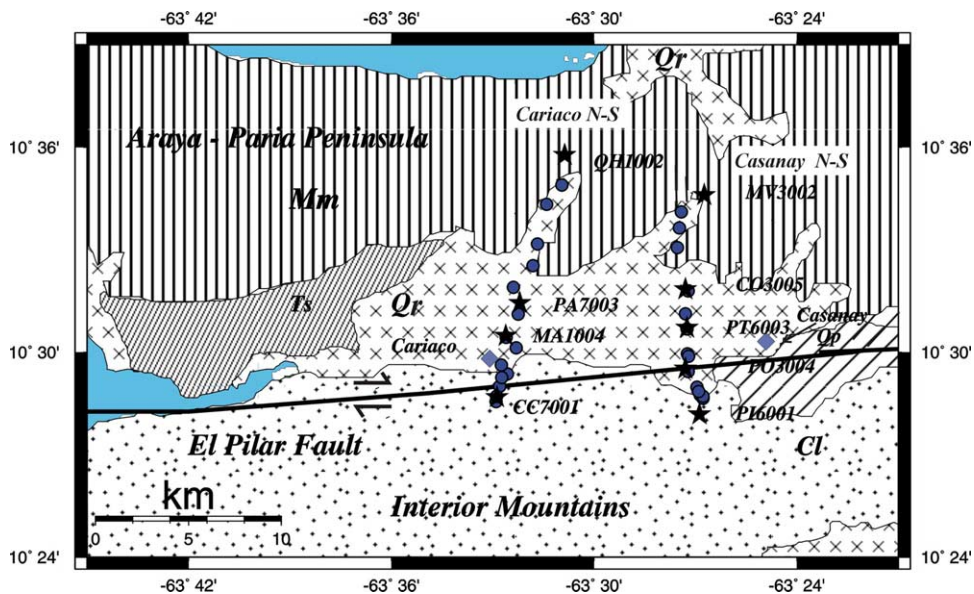 -63° 42' -63° 36' -63° 30' -63° 24'
Qr
Cariaco N-S
10° 36' 10° 36'
Araya - Paria Peninsula
QHI002
Casanay N-S
Mm
MV3002
CO3005
Ts
Qr
PA7003
Casanay
PT6003
Qp
MA1004
Cariaco
10° 30' 10° 30'
PO3004
CC7001
PI6001
El Pilar Fault
Cl
km
Interior Mountains
0 5 10
10° 24' 10° 24'
-63° 42' -63° 36' -63° 30' -63° 24'